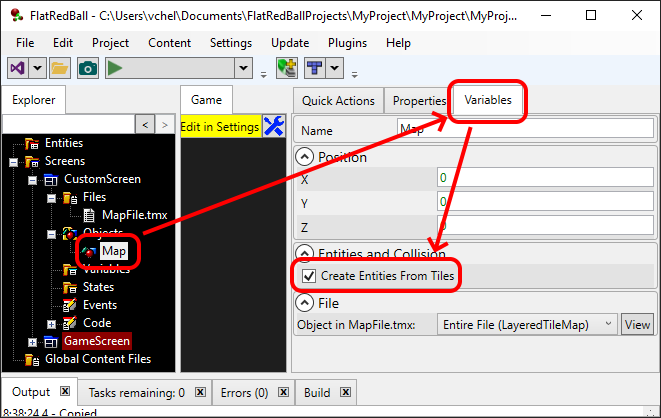 FlatRedBall - C:\Users\vchel\Documents\FlatRedBallProjects\MyProject\MyProject\MyProj...
File Edit Project Content Settings Update Plugins Help
Explorer
Game
Quick Actions Properties Variables
< >
Edit in Settings
Name Map
Entities
Screens
CustomScreen
Files
MapFile.tmx
Objects
Map
Variables
States
Events
Code
GameScreen
Global Content Files
Position
X 0
Y 0
Z
Entities and Collision
Create Entities From Tiles
File
Object in MapFile.tmx: Entire File (LayeredTileMap) View
Output Tasks remaining: 0 Errors (0) Build
8:38:24.4 - Copied